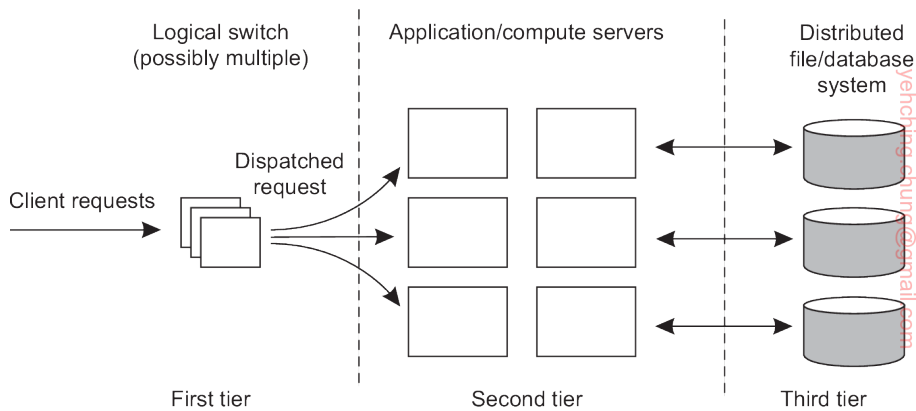 Logical switch
(possibly multiple)
Application/compute servers
Distributed
file/database
system
Dispatched
request
Client requests
First tier
Second tier
Third tier
yehching.chung@gmail.com